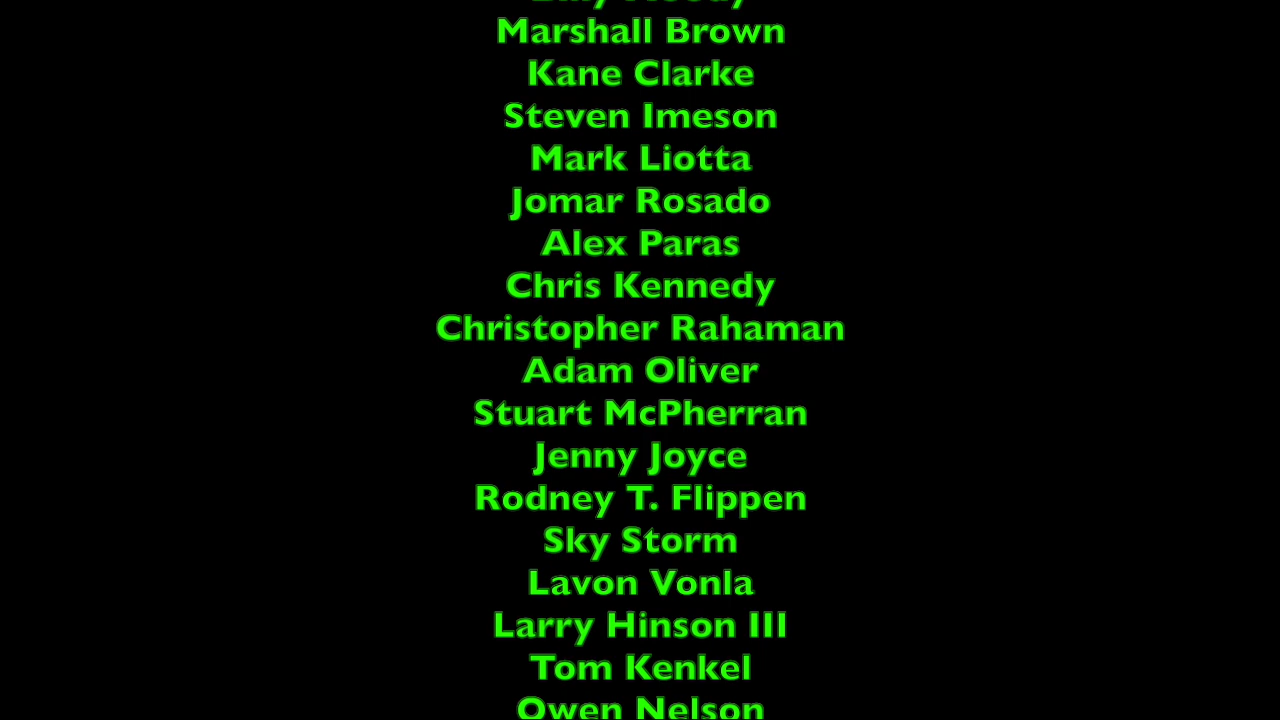 Marshall Brown
Kane Clarke
Steven Imeson
Mark Liotta
Jomar Rosado
Alex Paras
Chris Kennedy
Christopher Rahaman
Adam Oliver
Stuart McPherran
Jenny Joyce
Rodney T. Flippen
Sky Storm
Lavon Vonla
Larry Hinson III
Tom Kenkel
Owen Nelson